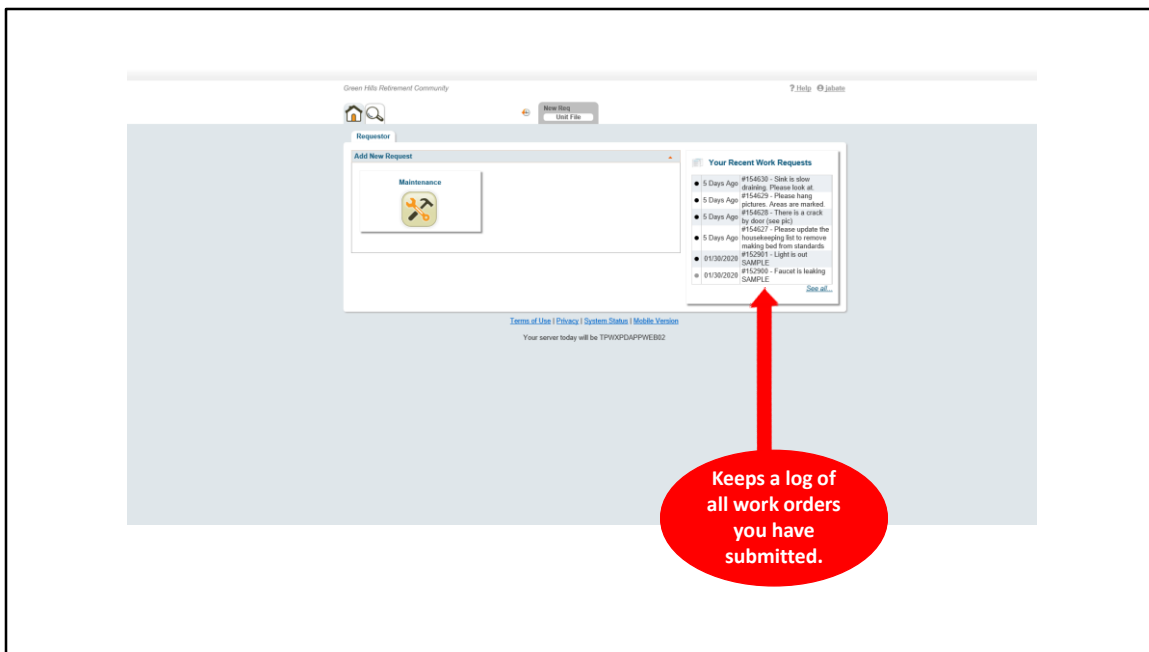 Green Hills Retirement Community
? Help jabate
New Req
Unit File
Requestor
Add New Request
Maintenance
Your Recent Work Requests
5 Days Ago #154630 - Sink is slow
draining. Please look at.
5 Days Ago #154629 - Please hang
pictures. Areas are marked.
5 Days Ago #154628 - There is a crack
by door (see pic)
5 Days Ago #154627 - Please update the
housekeeping list to remove
making bed from standards
01/30/2020 #152901 - Light is out
SAMPLE
01/30/2020 #152900 - Faucet is leaking
SAMPLE
See all...
Terms of Use | Privacy | System Status | Mobile Version
Your server today will be TPWXPDAPPWEB02
Keeps a log of
all work orders
you have
submitted.